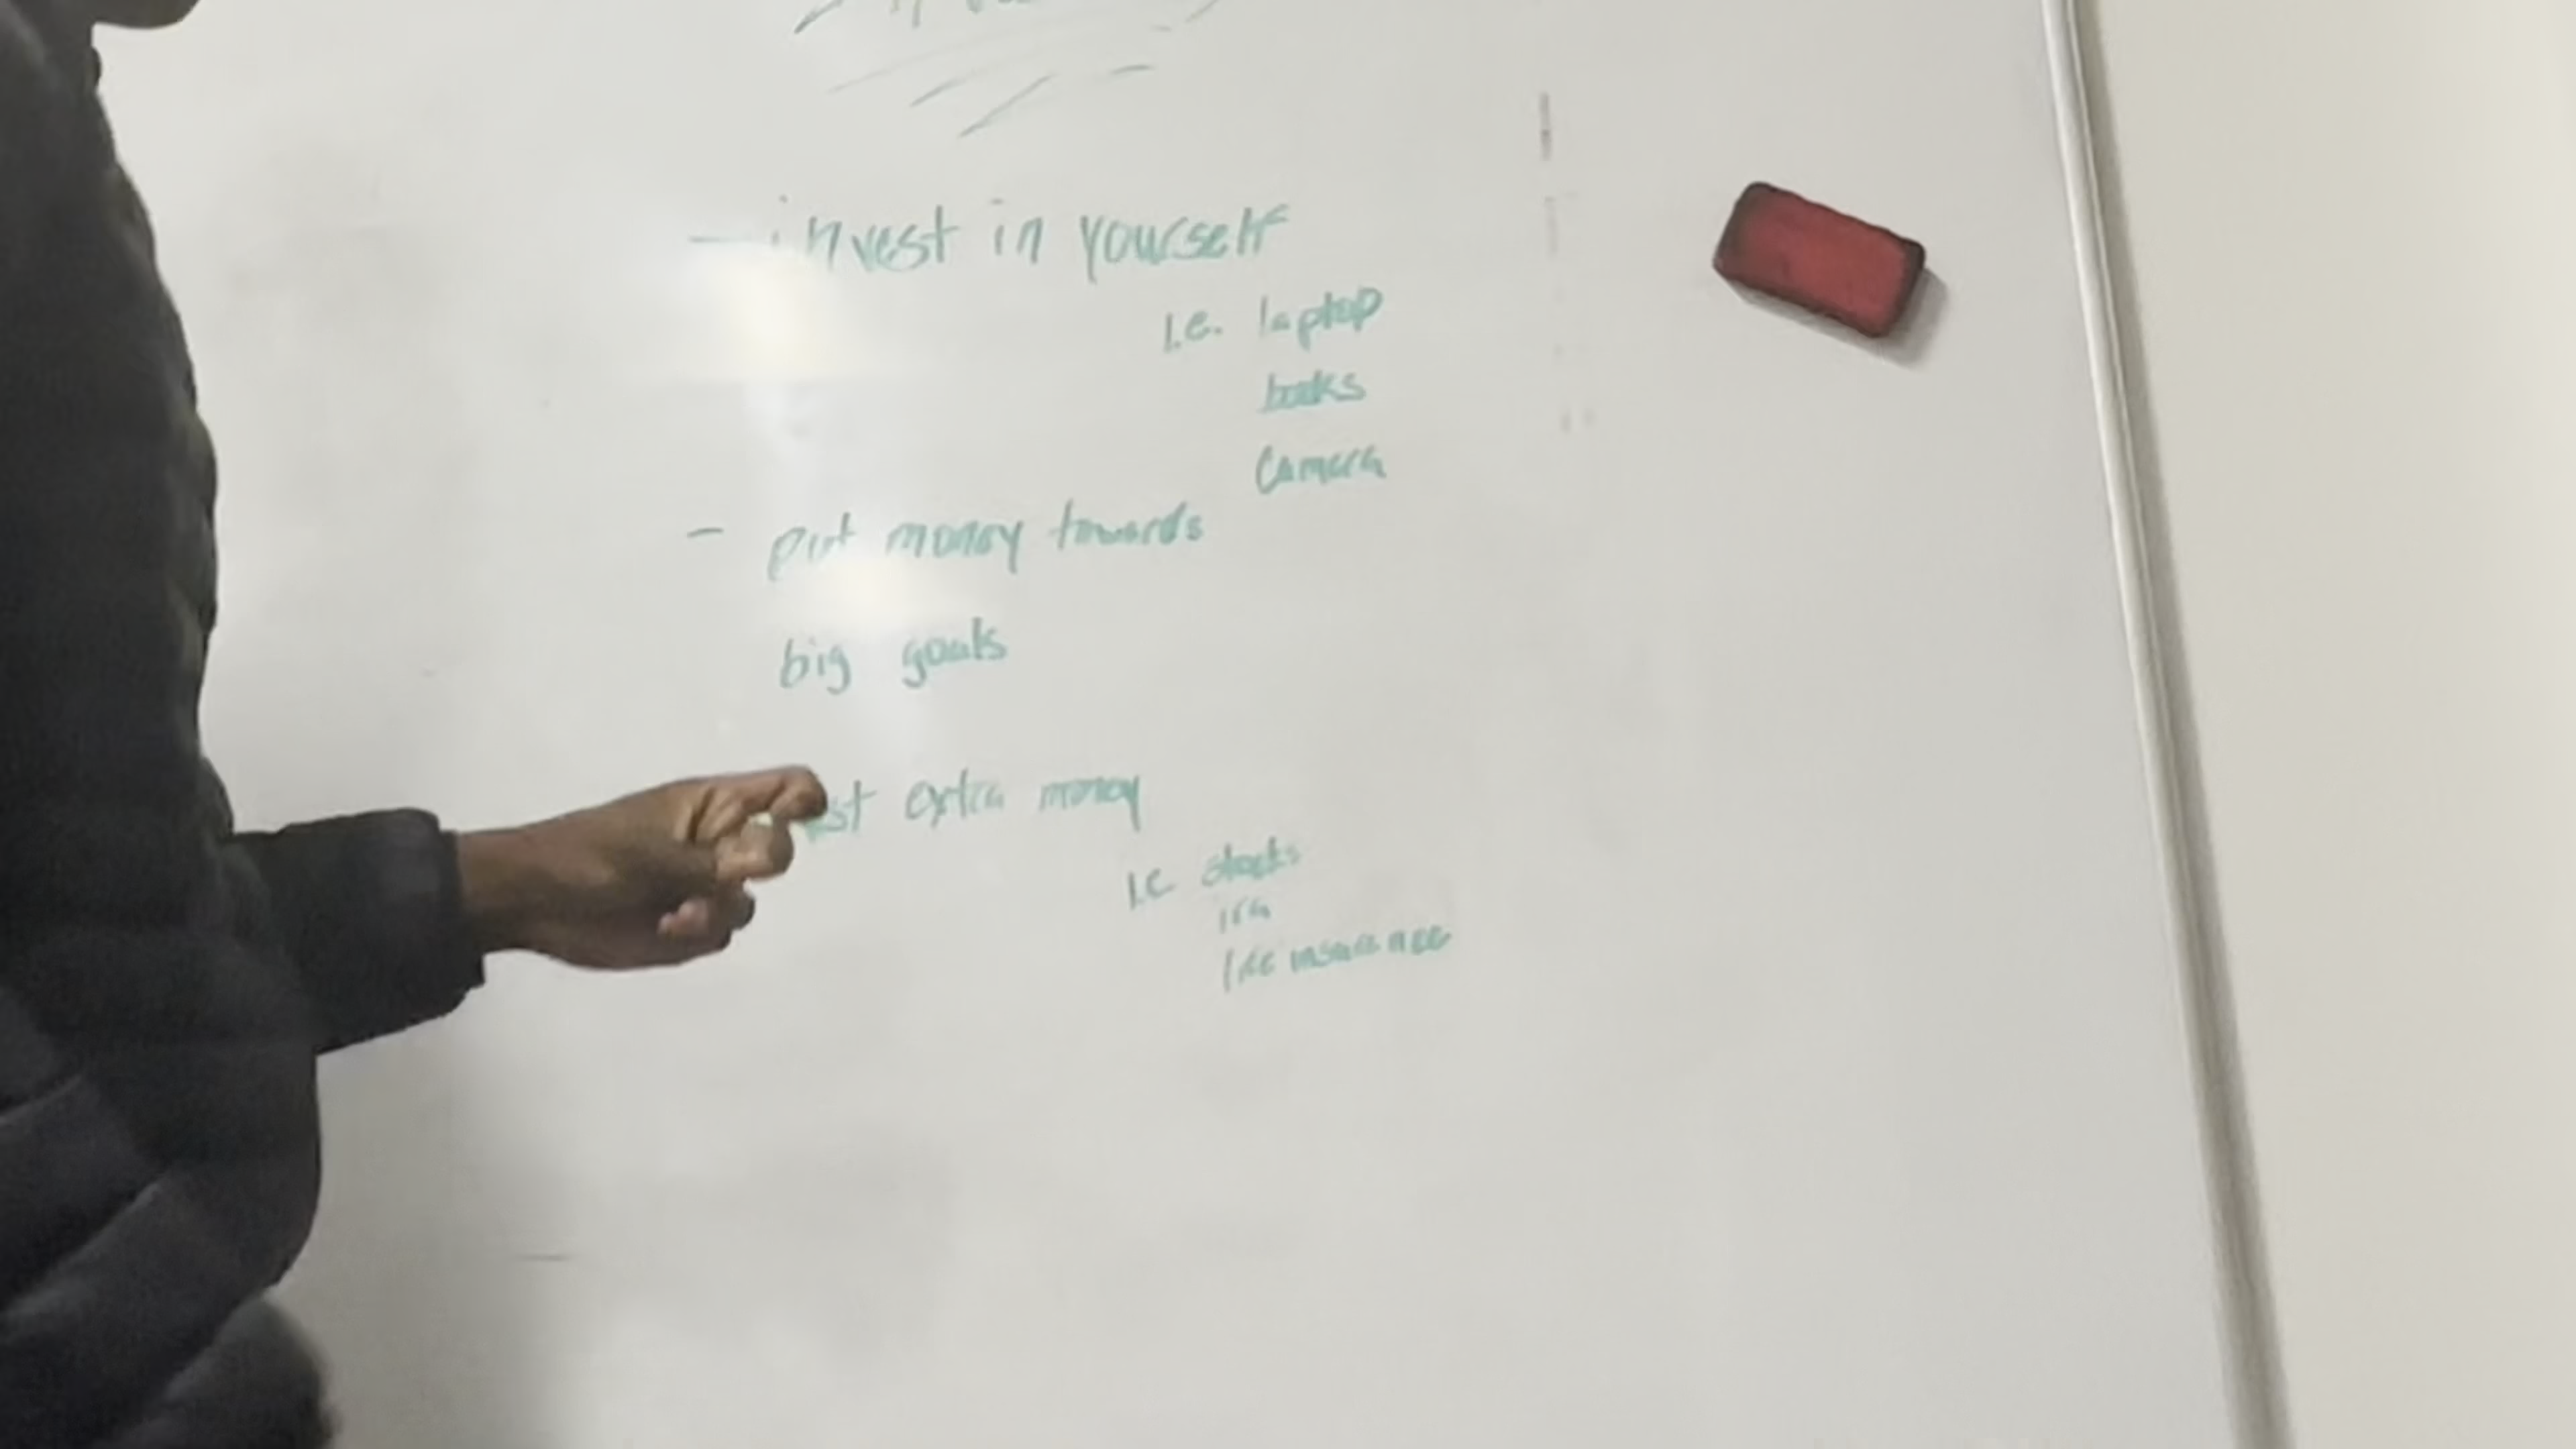 - invest in yourself
i.e. laptop
books
Camera
- put money towards
big goals
extra money
i.e stocks
ira
life insurance